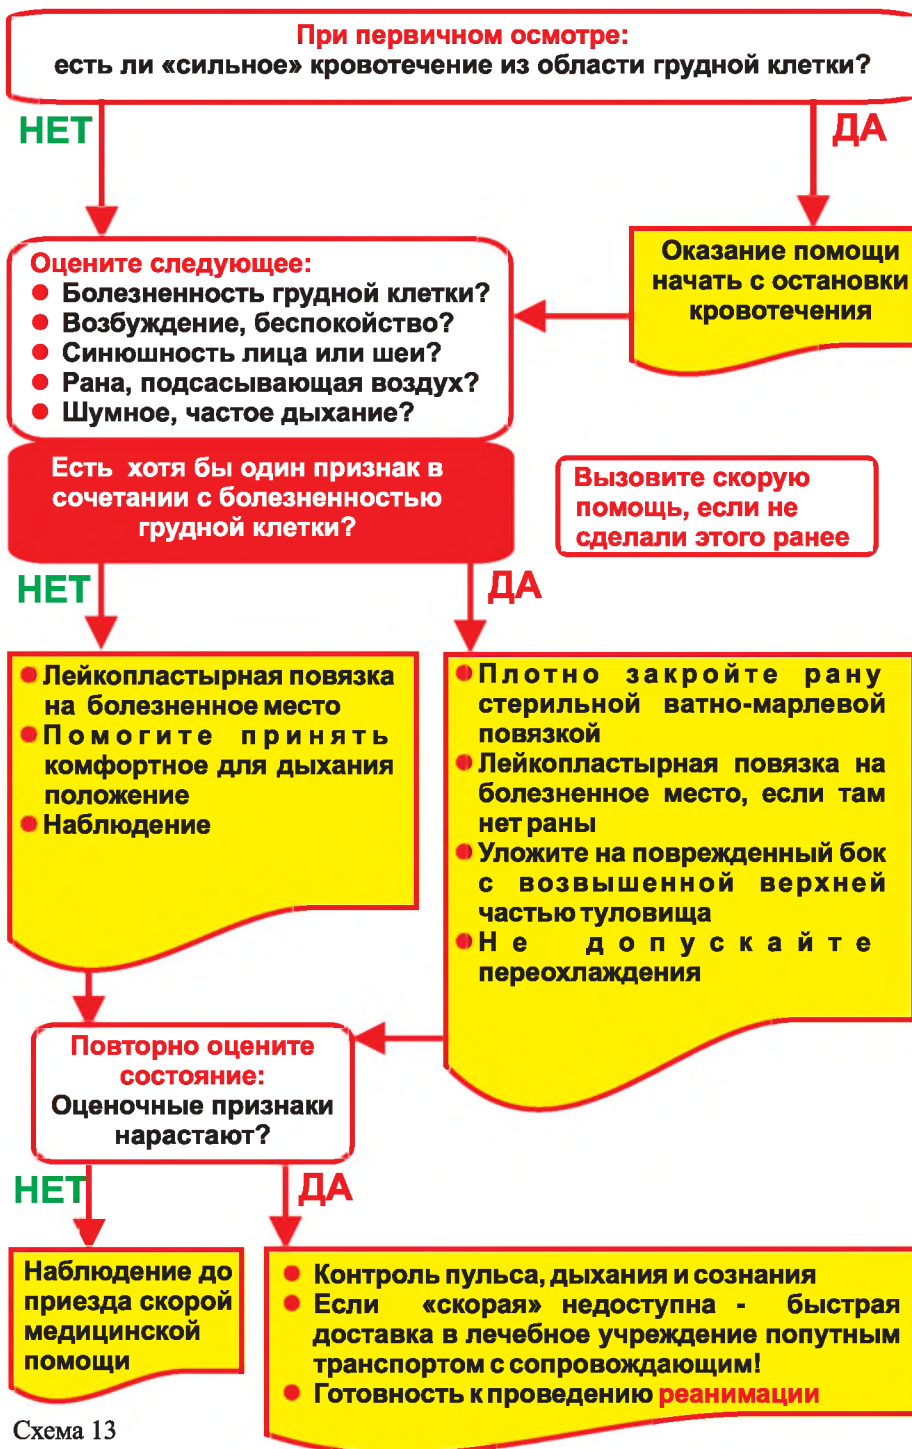 При первичном осмотре:
есть ли «сильное» кровотечение из области грудной клетки?
НЕТ
ДА
Оказание помощи
начать с остановки
кровотечения
Оцените следующее:
Болезненность грудной клетки?
Возбуждение, беспокойство?
Синюшность лица или шеи?
Рана, подсасывающая воздух?
Шумное, частое дыхание?
Есть хотя бы один признак в
сочетании с болезненностью
грудной клетки?
Вызовите скорую
помощь, если не
сделали этого ранее
НЕТ
ДА
Лейкопластырная повязка
на болезненное место
Помогите принять
комфортное для дыхания
положение
Наблюдение
Плотно закройте рану
стерильной ватно-марлевой
повязкой
Лейкопластырная повязка на
болезненное место, если там
нет раны
Уложите на поврежденный бок
с возвышенной верхней
частью туловища
Не допускайте
переохлаждения
Повторно оцените
состояние:
Оценочные признаки
нарастают?
НЕТ
ДА
Наблюдение до
приезда скорой
медицинской
помощи
Контроль пульса, дыхания и сознания
Если «скорая» недоступна - быстрая
доставка в лечебное учреждение попутным
транспортом с сопровождающим!
Готовность к проведению реанимации
Схема 13